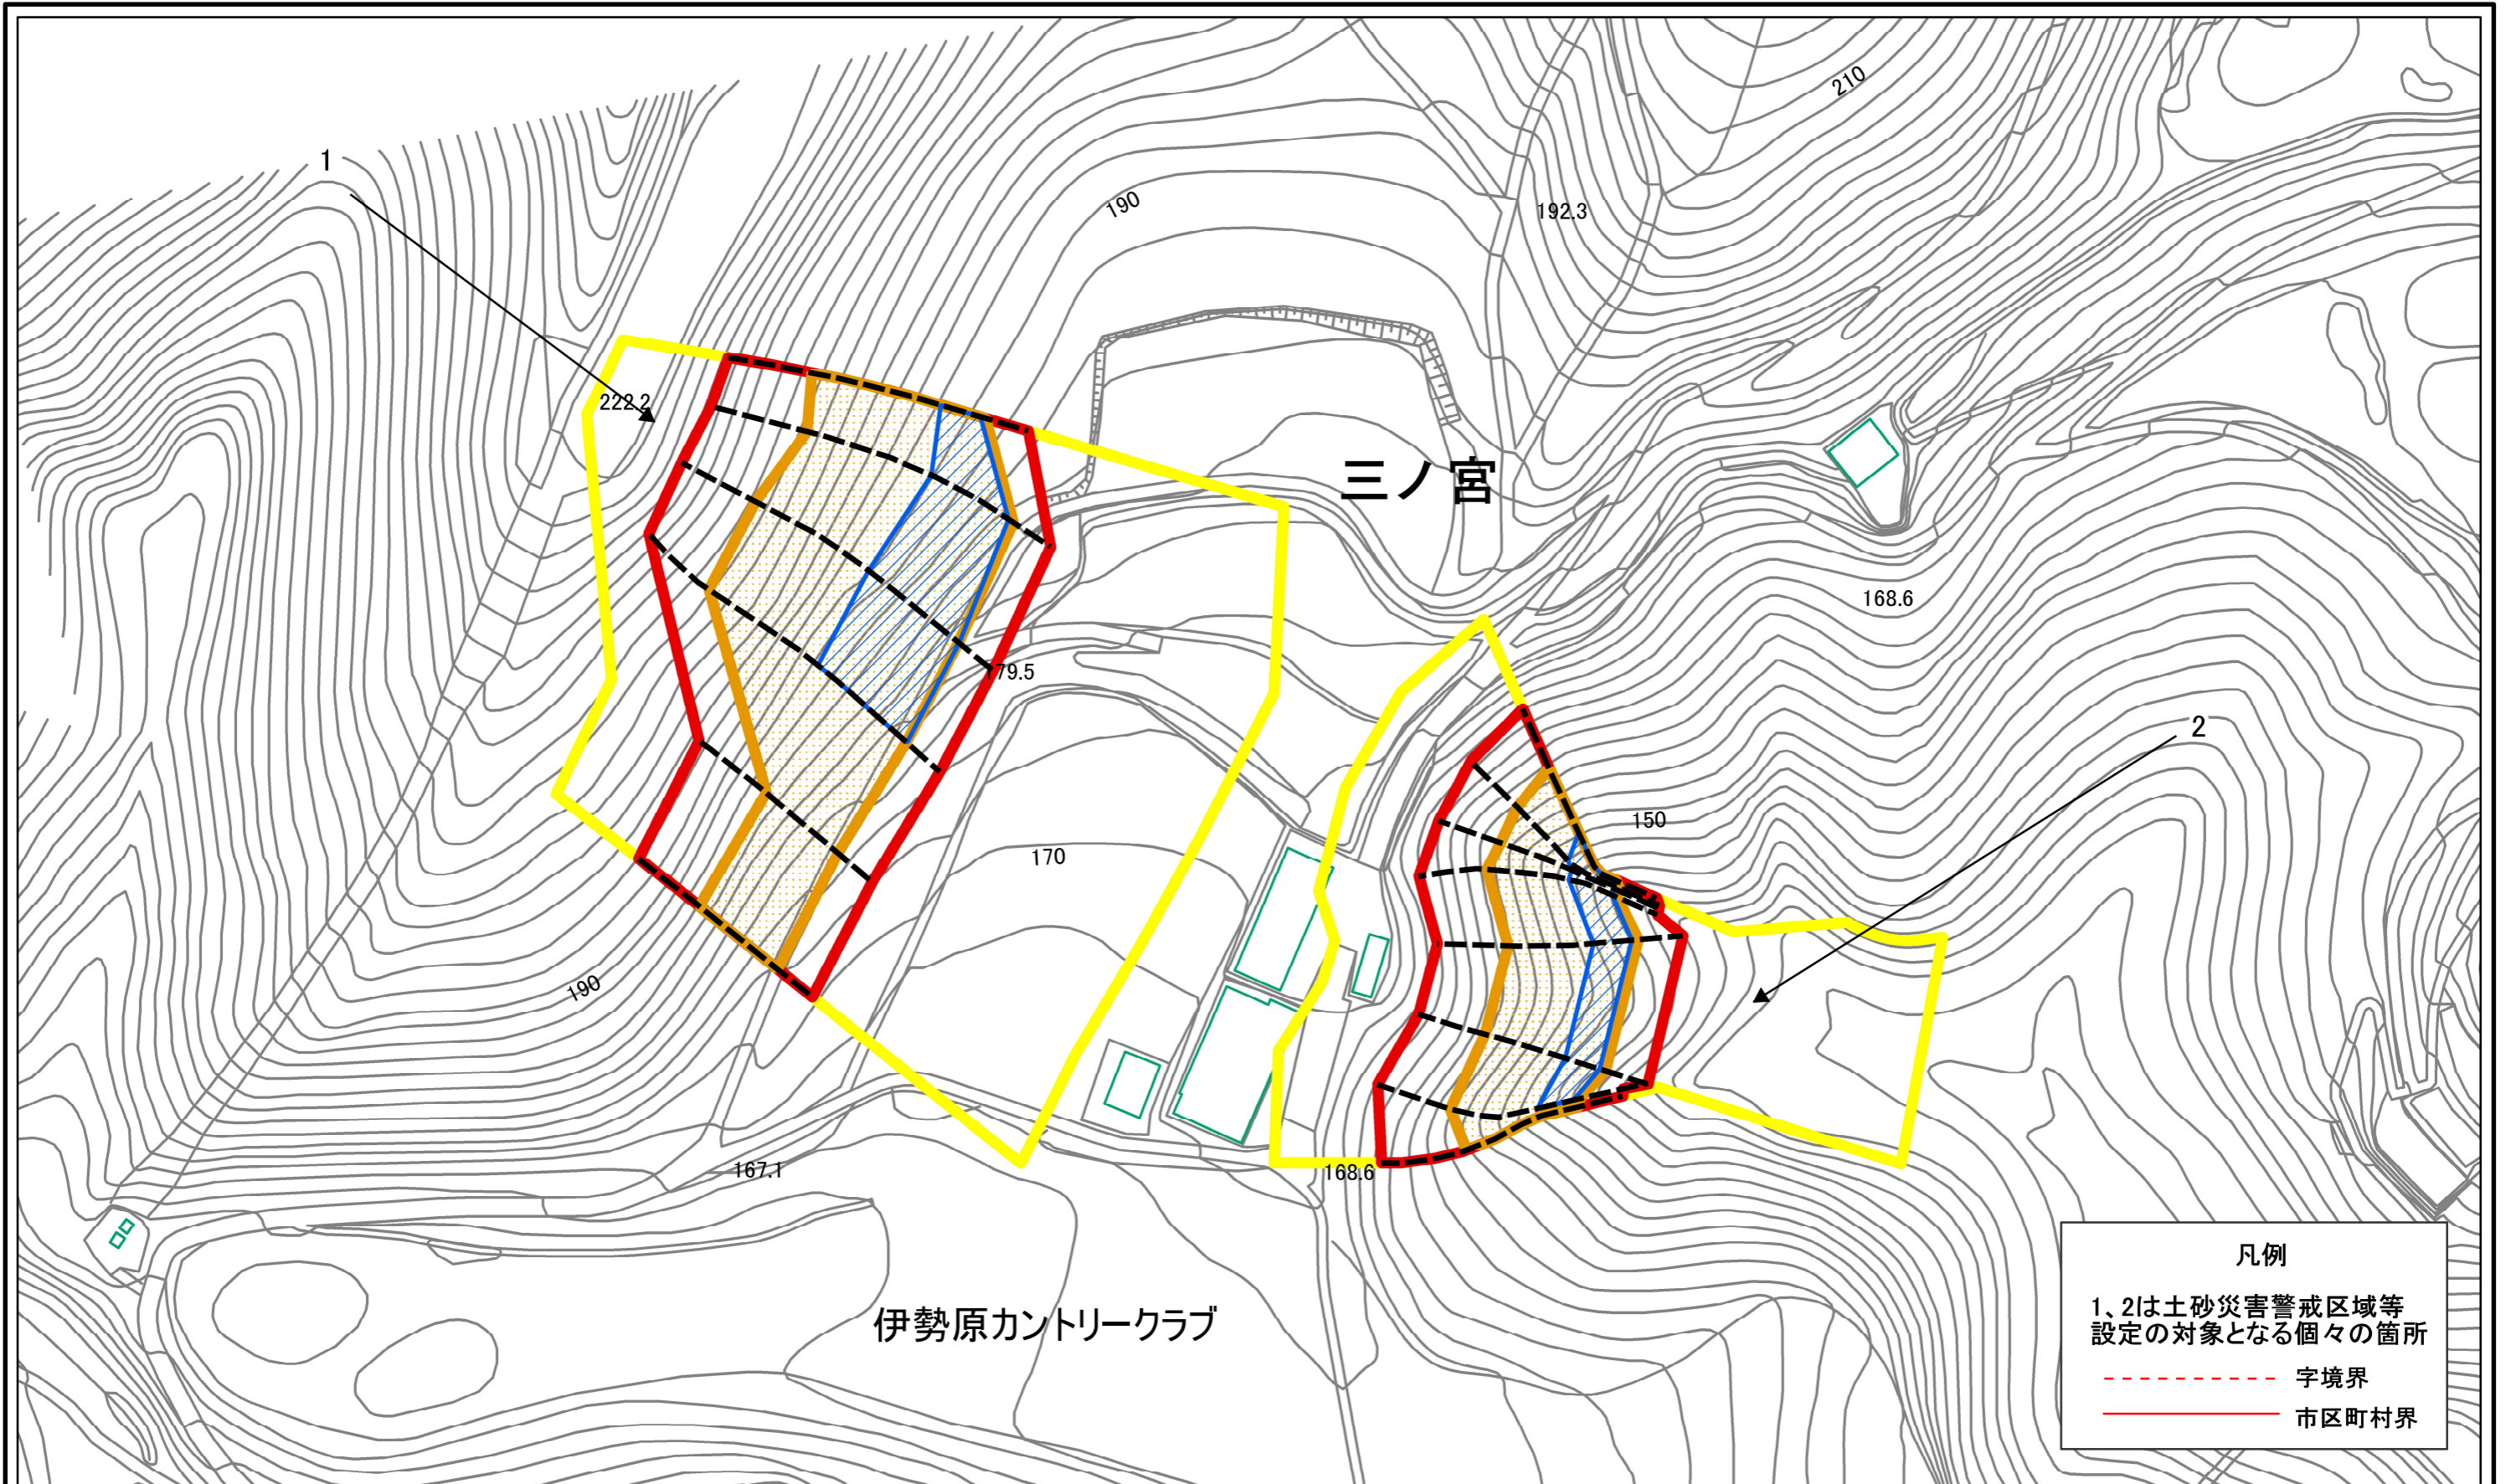 210
1
190
192.3
222.2
三ノ宮
168.6
179.5
2
150
170
190
167.1
168.6
伊勢原カントリークラブ
凡例
1、2は土砂災害警戒区域等
設定の対象となる個々の箇所
字境界
市区町村界